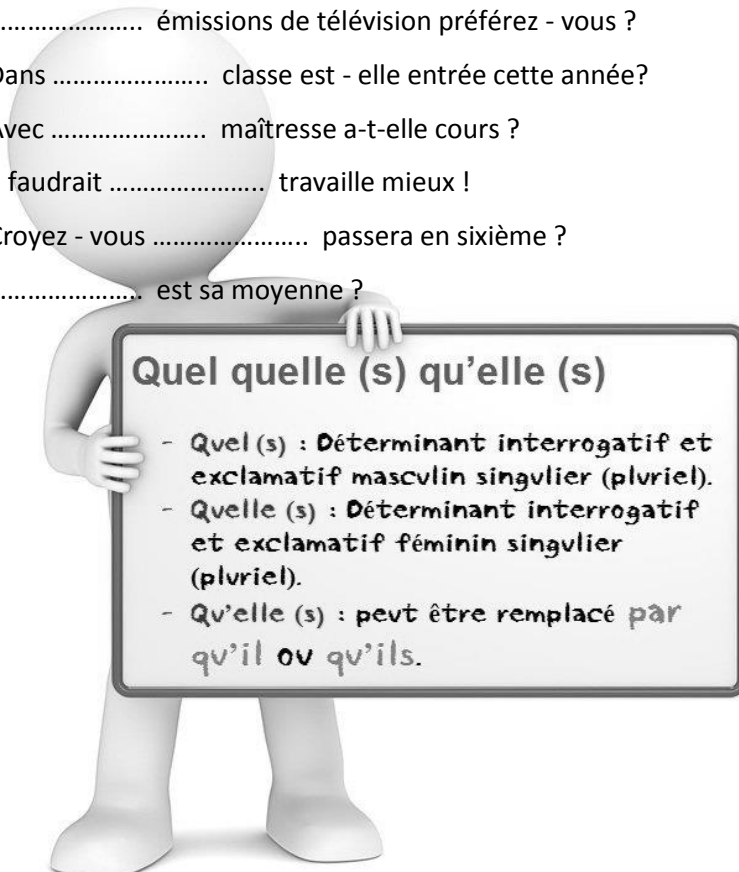 …………………. émissions de télévision préférez - vous ?
Dans ………………….. classe est - elle entrée cette année?
Avec ………………….. maîtresse a-t-elle cours ?
faudrait ………………….. travaille mieux !
Croyez - vous ………………….. passera en sixième ?
…………………. est sa moyenne ?
Quel quelle (s) qu'elle (s)
- Quel (s) : Déterminant interrogatif et
exclamatif masculin singulier (pluriel).
- Quelle (s) : Déterminant interrogatif
et exclamatif féminin singulier
(pluriel).
- Qu'elle (s) : peut être remplacé par
qu'il ou qu'ils.